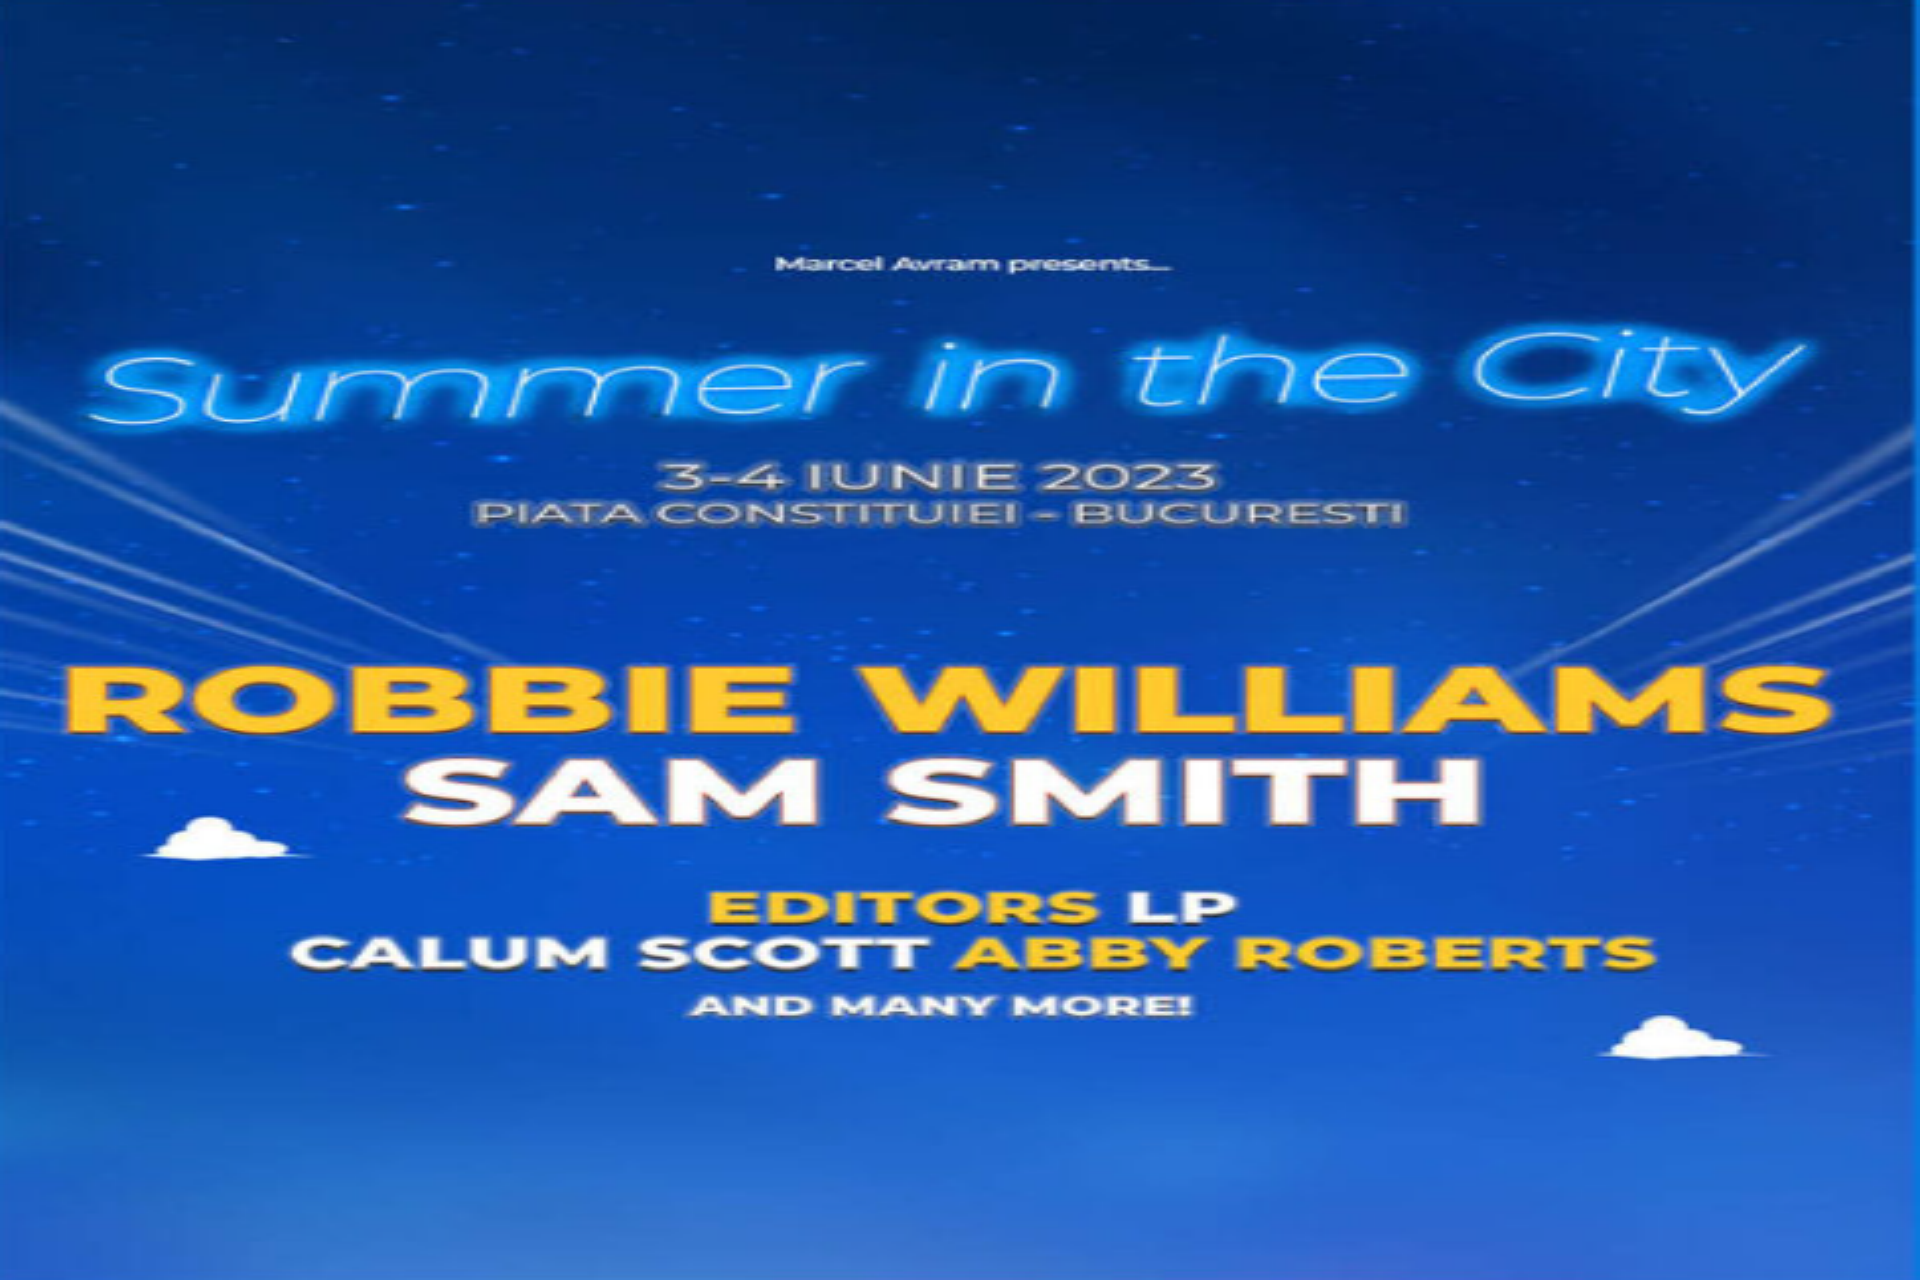 Marcel Avram presents...
Summer in the City
3-4 IUNIE 2023
PIATA CONSTITUIEI - BUCURESTI
ROBBIE WILLIAMS
SAM SMITH
EDITORS LP
CALUM SCOTT ABBY ROBERTS
AND MANY MORE!